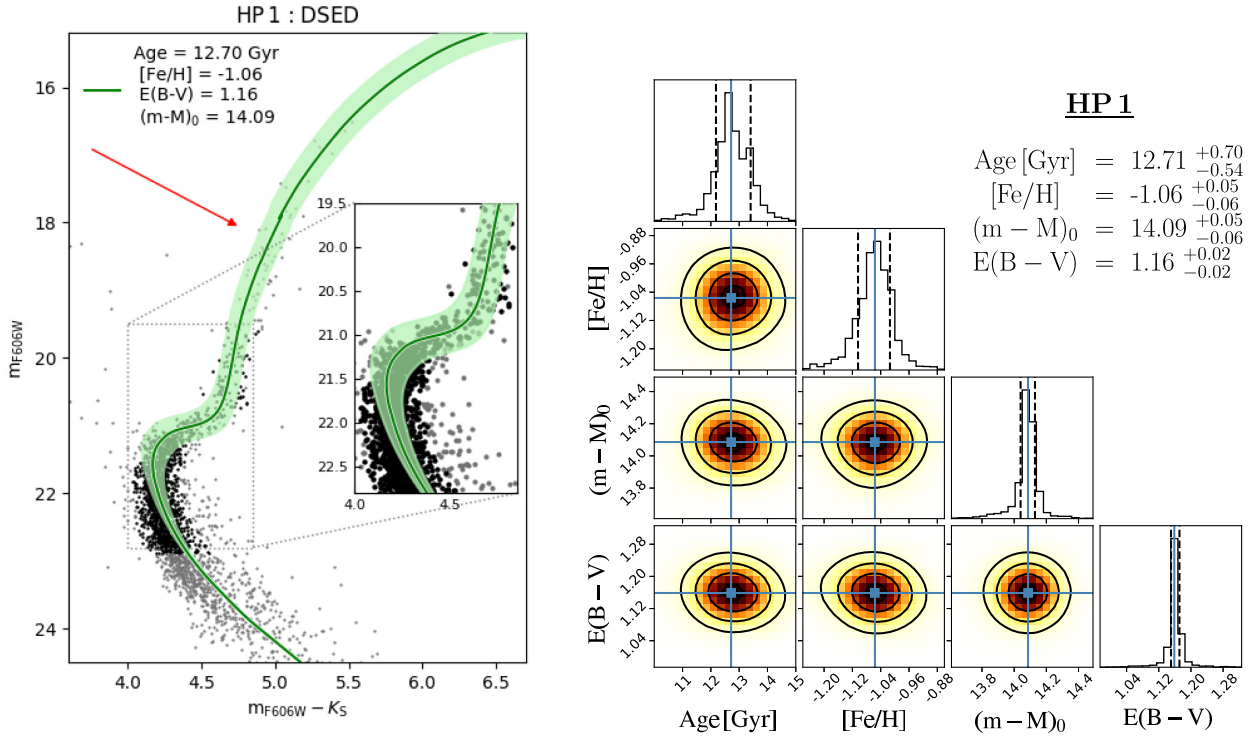 HP 1 : DSED
Age = 12.70 Gyr
[Fe/H] = -1.06
E(B-V) = 1.16
(m-M)₀ = 14.09
16
18
20
22
24
m_F606W
4.0 4.5 5.0 5.5 6.0 6.5
m_F606W − K_S
19.5
20.0
20.5
21.0
21.5
22.0
22.5
4.0 4.5
HP 1
Age [Gyr] = 12.71 +0.70 −0.54
[Fe/H] = -1.06 +0.05 −0.06
(m − M)₀ = 14.09 +0.05 −0.06
E(B − V) = 1.16 +0.02 −0.02
[Fe/H]
-0.88
-0.96
-1.04
-1.12
-1.20
(m − M)₀
14.4
14.2
14.0
13.8
E(B − V)
1.28
1.20
1.12
1.04
11 12 13 14 15
Age [Gyr]
-1.20 -1.12 -1.04 -0.96 -0.88
[Fe/H]
13.8 14.0 14.2 14.4
(m − M)₀
1.04 1.12 1.20 1.28
E(B − V)